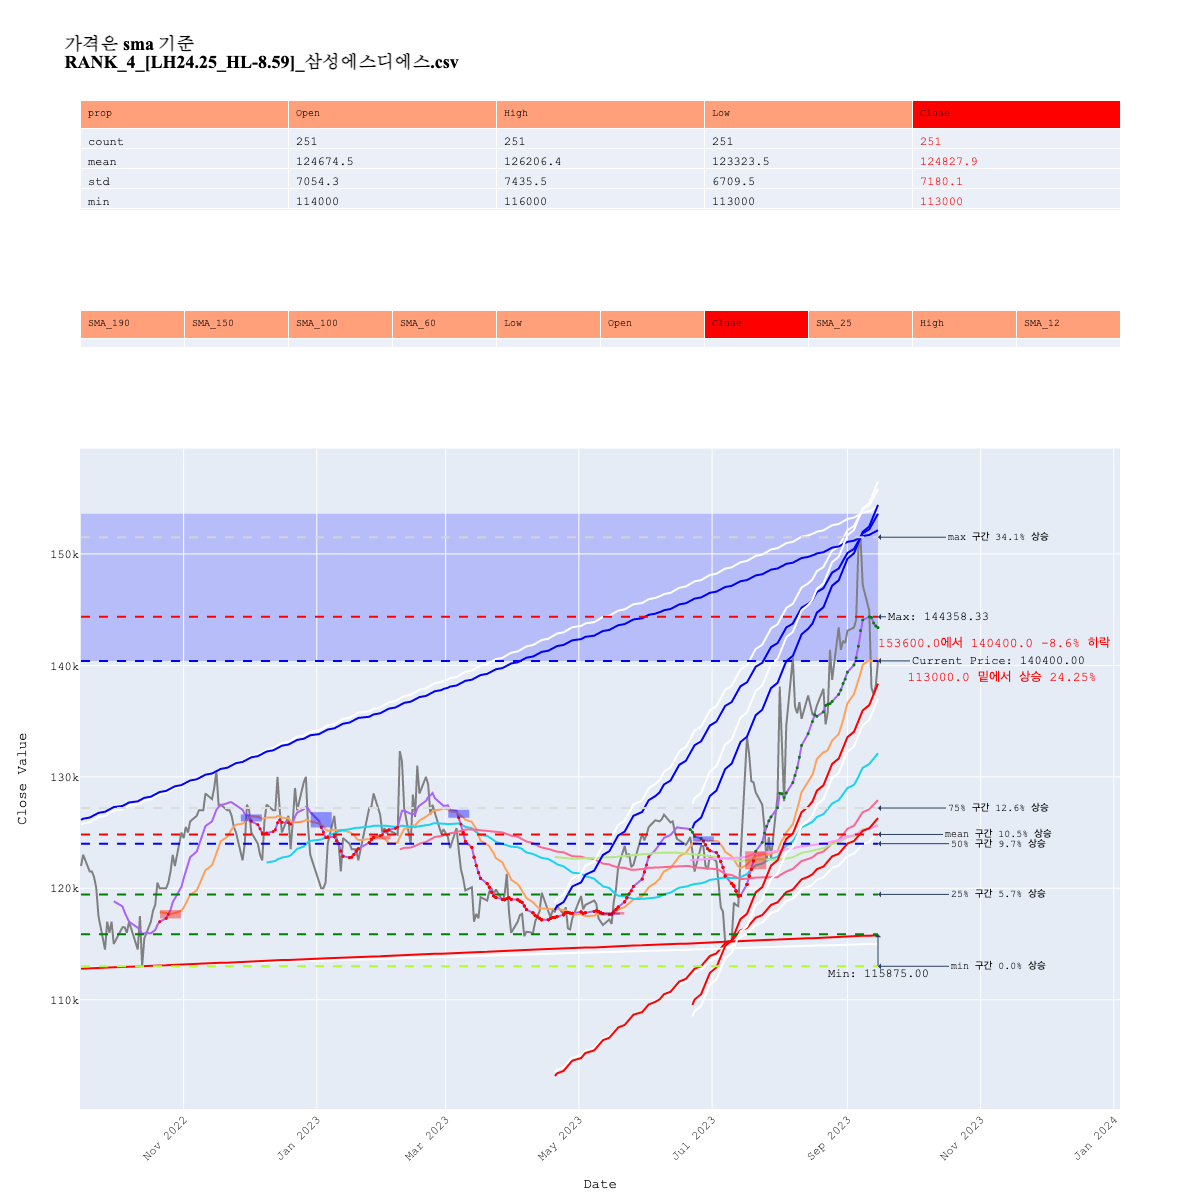 가격은 sma 기준
RANK_4_[LH24.25_HL-8.59]_삼성에스디에스.csv
prop Open High Low Close
count 251 251 251 251
mean 124674.5 126206.4 123323.5 124827.9
std 7054.3 7435.5 6709.5 7180.1
min 114000 116000 113000 113000
SMA_190 SMA_150 SMA_100 SMA_60 Low Open Close SMA_25 High SMA_12
max 구간 34.1% 상승
150k
Max: 144358.33
153600.0에서 140400.0 -8.6% 하락
Current Price: 140400.00
140k
113000.0 밑에서 상승 24.25%
130k
75% 구간 12.6% 상승
mean 구간 10.5% 상승
50% 구간 9.7% 상승
120k
25% 구간 5.7% 상승
min 구간 0.0% 상승
Min: 115875.00
110k
Close Value
Nov 2022 Jan 2023 Mar 2023 May 2023 Jul 2023 Sep 2023 Nov 2023 Jan 2024
Date